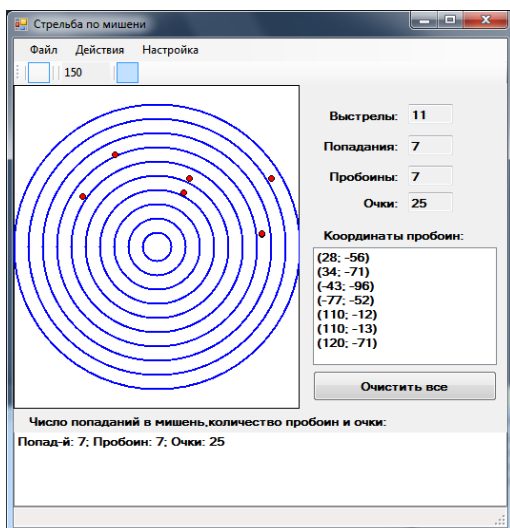 Стрельба по мишени
Файл Действия Настройка
150
Выстрелы: 11
Попадания: 7
Пробоины: 7
Очки: 25
Координаты пробоин:
(28; -56)
(34; -71)
(-43; -96)
(-77; -52)
(110; -12)
(110; -13)
(120; -71)
Очистить все
Число попаданий в мишень,количество пробоин и очки:
Попад-й: 7; Пробоин: 7; Очки: 25